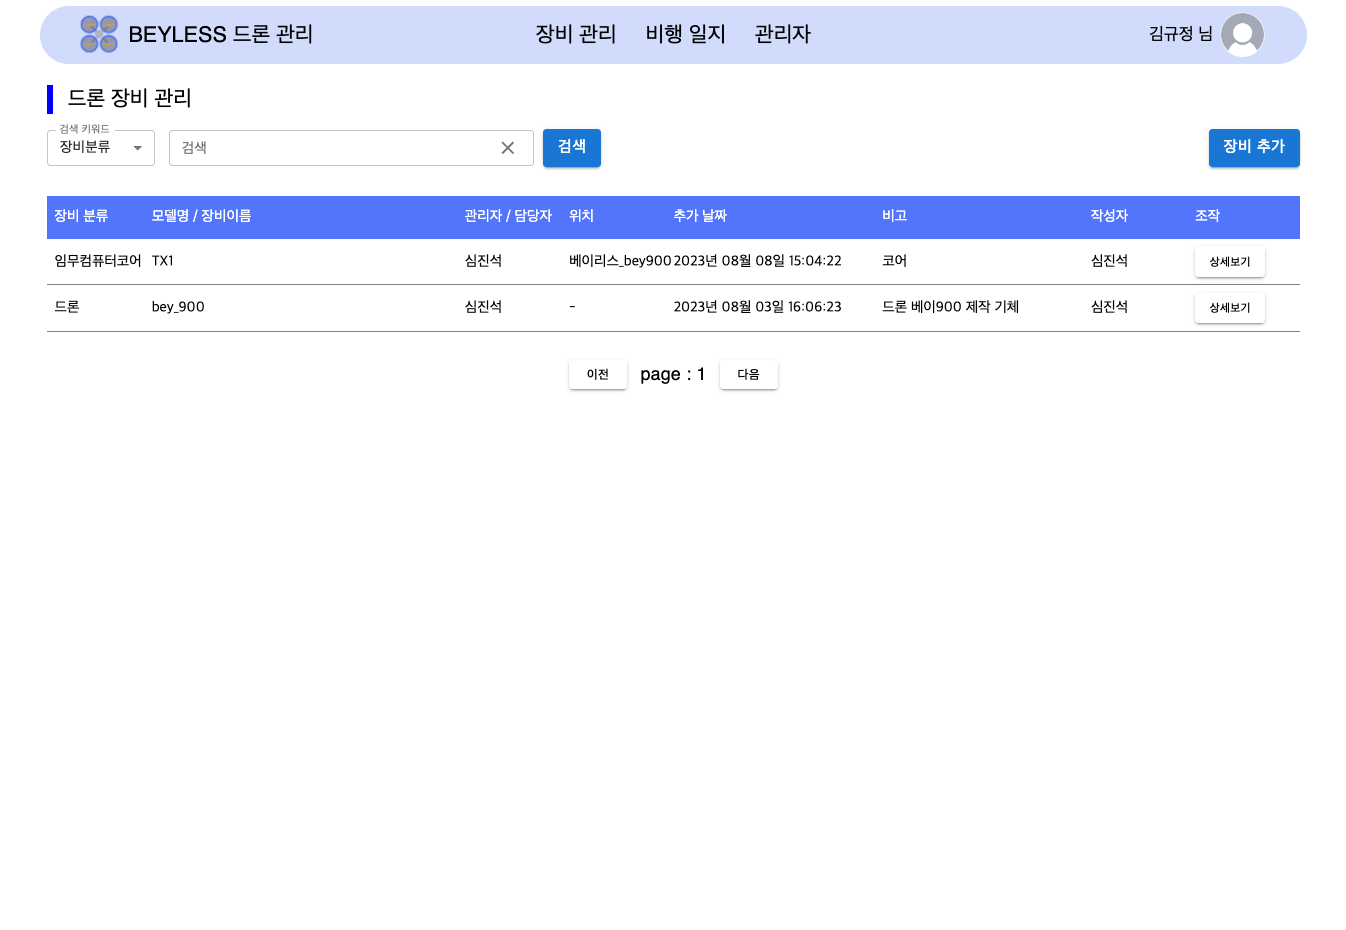 BEYLESS 드론 관리 장비 관리 비행 일지 관리자 김규정 님
드론 장비 관리
검색 키워드
장비분류 검색 검색 장비 추가
장비 분류 모델명 / 장비이름 관리자 / 담당자 위치 추가 날짜 비고 작성자 조작
임무컴퓨터코어 TX1 심진석 베이리스_bey900 2023년 08월 08일 15:04:22 코어 심진석 상세보기
드론 bey_900 심진석 - 2023년 08월 03일 16:06:23 드론 베이900 제작 기체 심진석 상세보기
이전 page : 1 다음